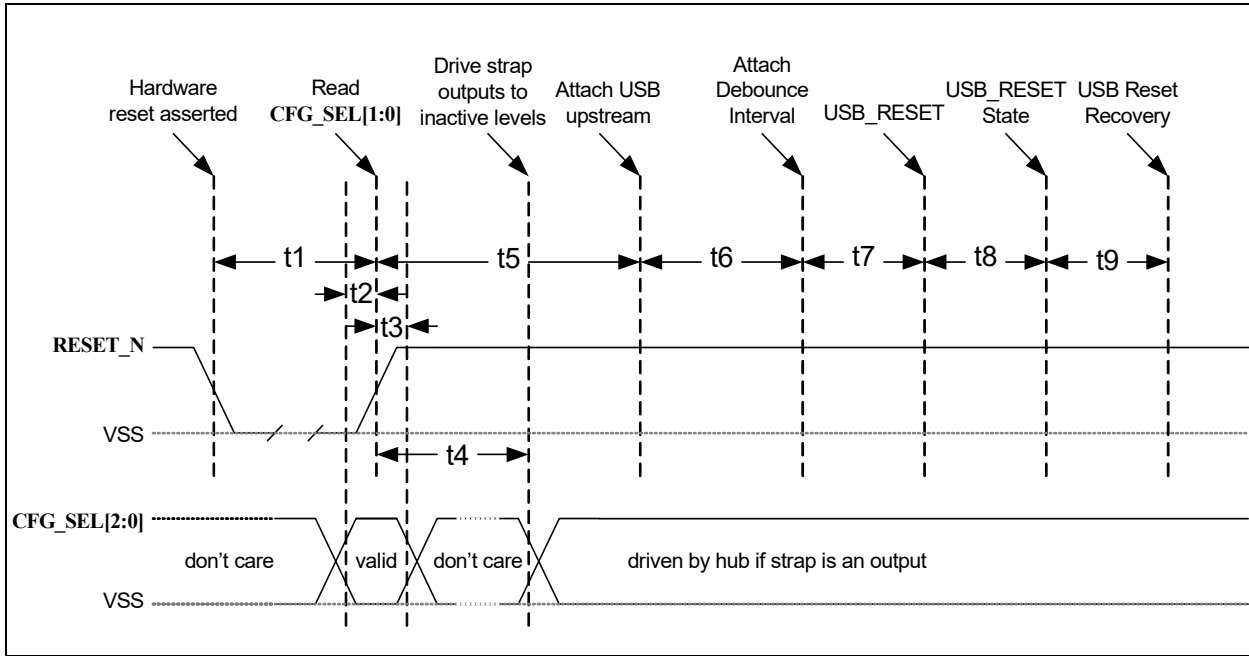 Hardware
reset asserted
Read
CFG_SEL[1:0]
Drive strap
outputs to
inactive levels
Attach USB
upstream
Attach
Debounce
Interval
USB_RESET
USB_RESET
State
USB Reset
Recovery
t1
t5
t6
t7
t8
t9
t2
t3
RESET_N
VSS
t4
CFG_SEL[2:0]
don't care
valid
don't care
driven by hub if strap is an output
VSS